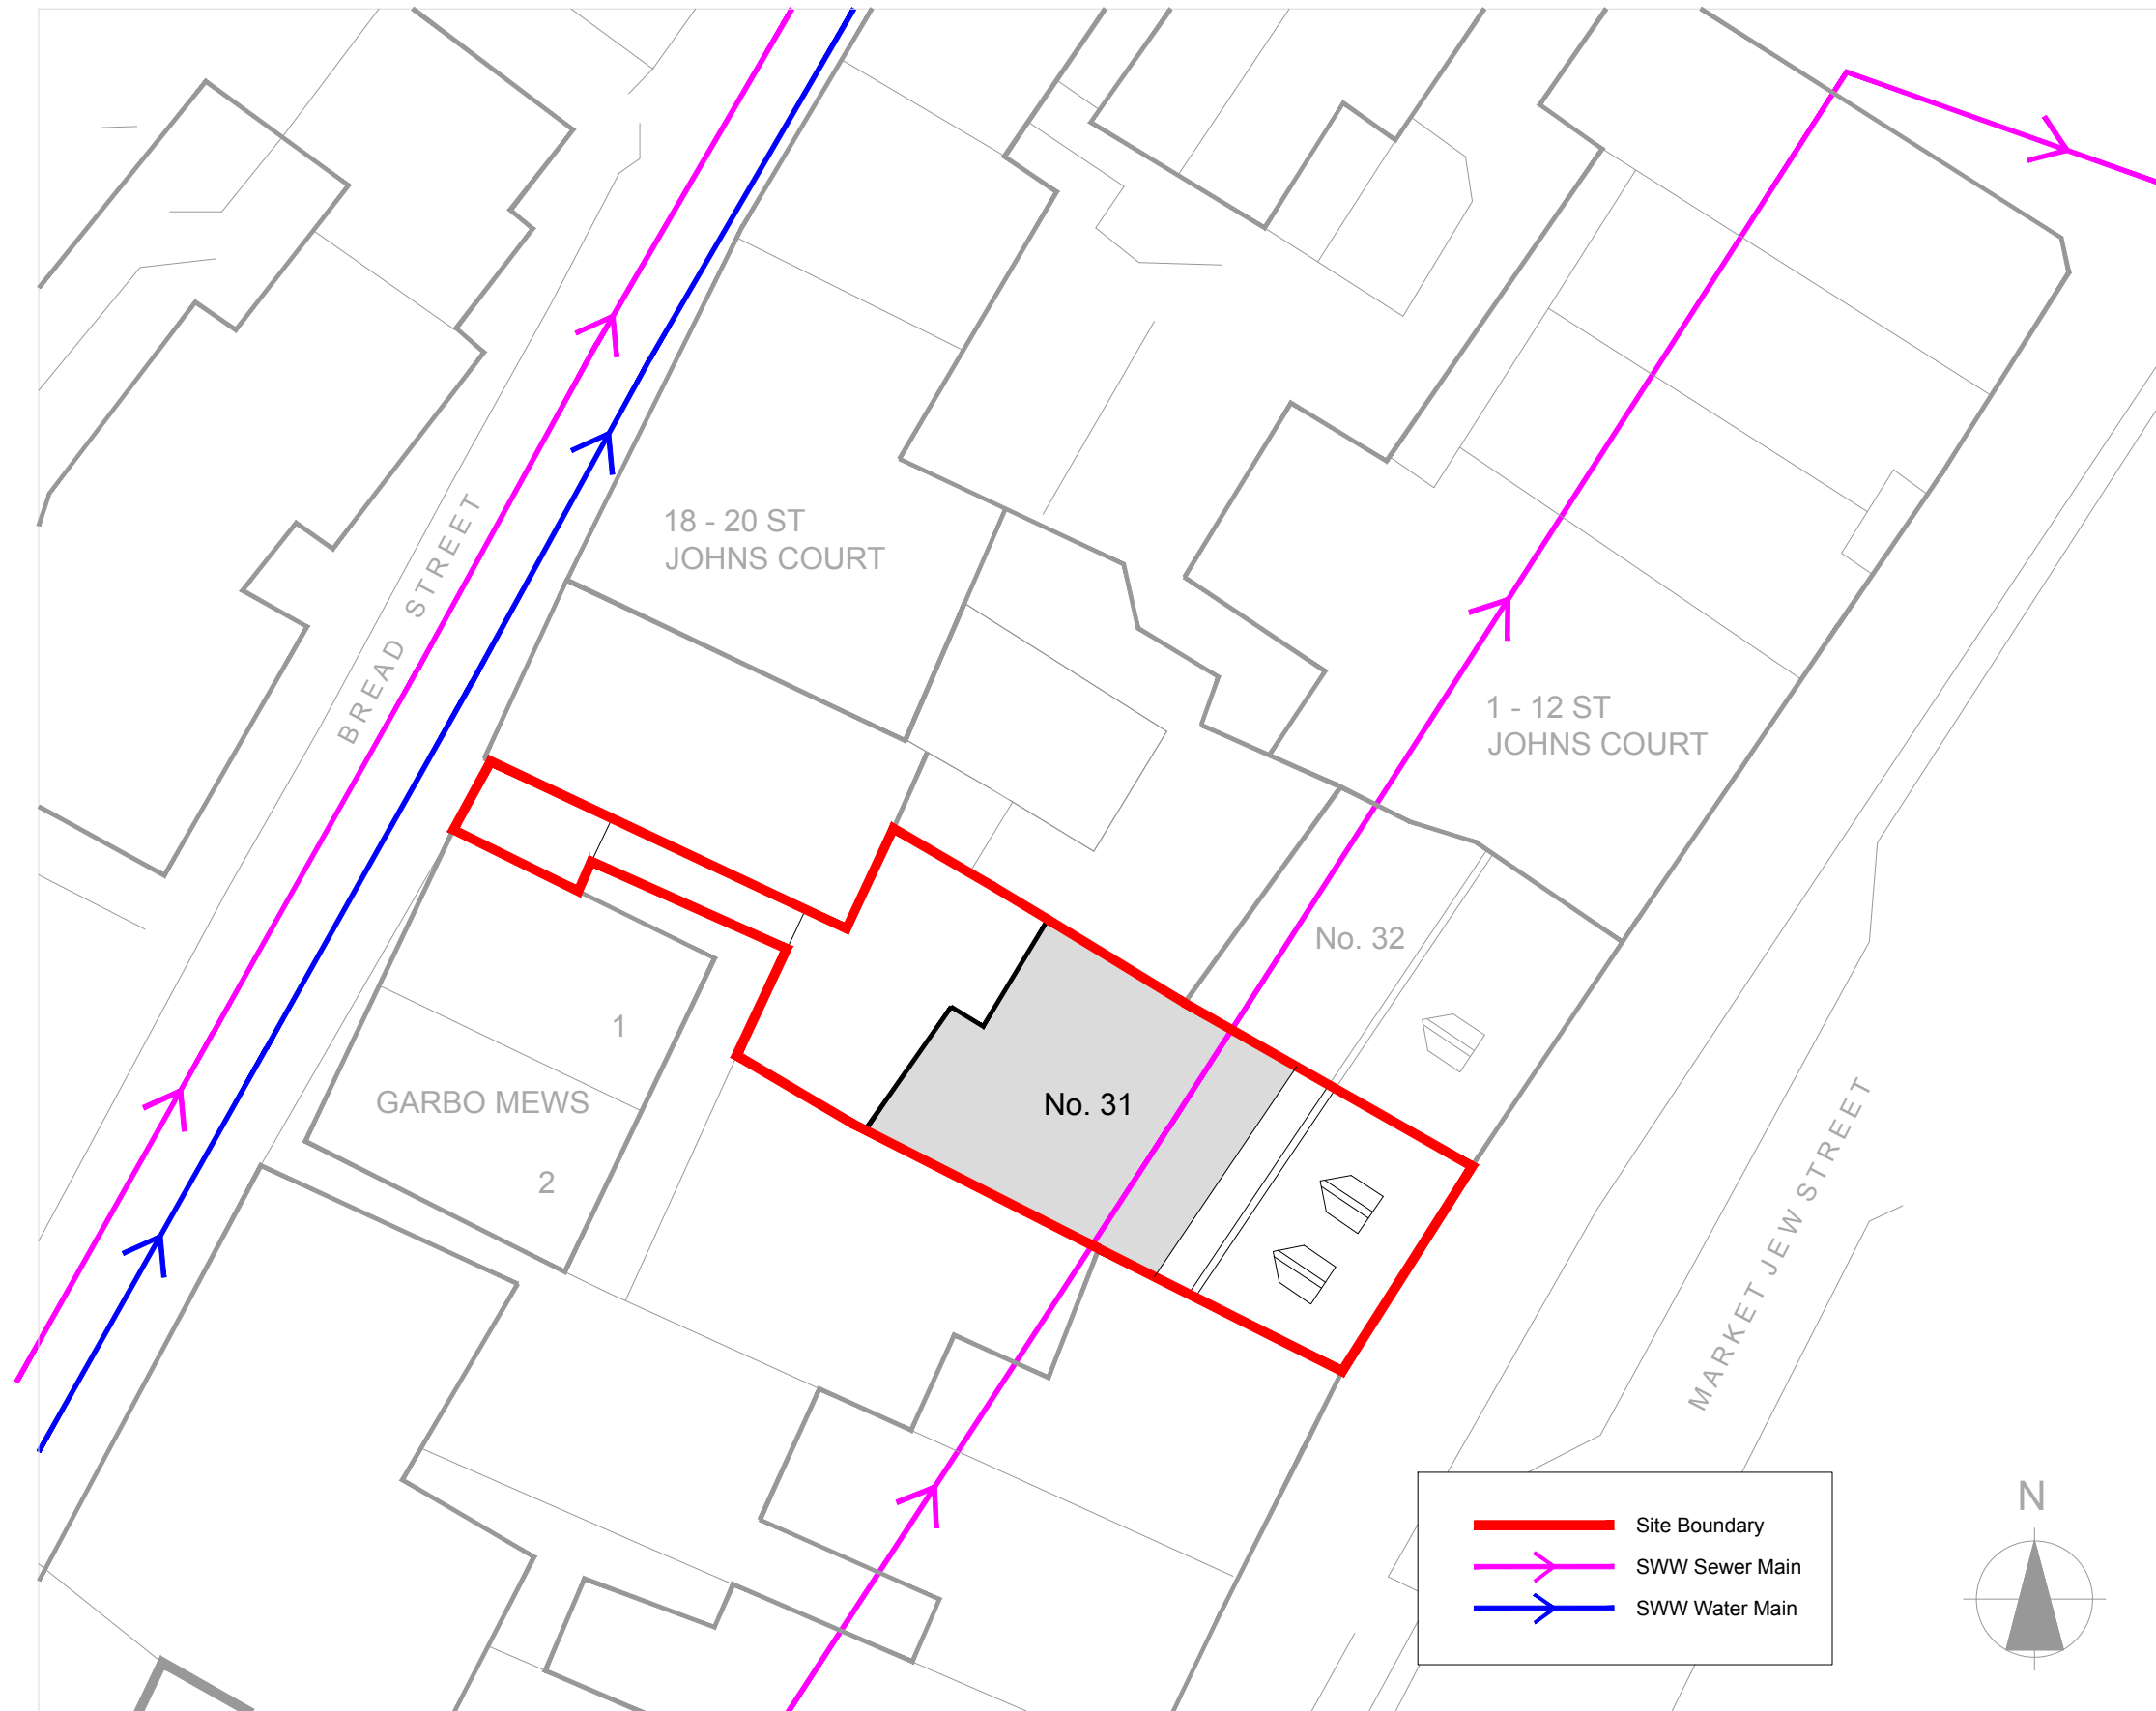 18 - 20 ST
JOHNS COURT
BREAD STREET
1 - 12 ST
JOHNS COURT
No. 32
1
GARBO MEWS
No. 31
2
MARKET JEW STREET
N
Site Boundary
SWW Sewer Main
SWW Water Main